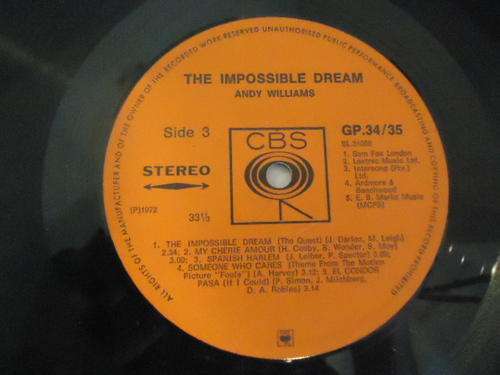 ALL RIGHTS OF THE MANUFACTURER AND OF THE OWNER OF THE RECORDED WORK RESERVED UNAUTHORISED PUBLIC PERFORMANCE BROADCASTING AND COPYING OF THIS RECORD PROHIBITED
THE IMPOSSIBLE DREAM
ANDY WILLIAMS
Side 3
CBS
GP.34/35
STEREO
1. Sam Fox London
2. Lawtrec Music Ltd.
3. Intersong (Prs.)
Ltd.
4. Ardmore &
Beechwood
5. E. B. Marks Music
(MCPS)
(P)1972
33⅓
1. THE IMPOSSIBLE DREAM (The Quest) (J. Darion, M. Leigh)
2.34; 2. MY CHERIE AMOUR (H. Cosby, S. Wonder, S. Moy)
3.00; 3. SPANISH HARLEM (J. Leiber, P. Spector)
4. SOMEONE WHO CARES (Theme From The Motion
Picture "Fools") (A. Harvey) 3.12; 5. EL CONDOR
PASA (If I Could) (P. Simon, J. Milchberg,
D. A. Robles) 3.14
CBS